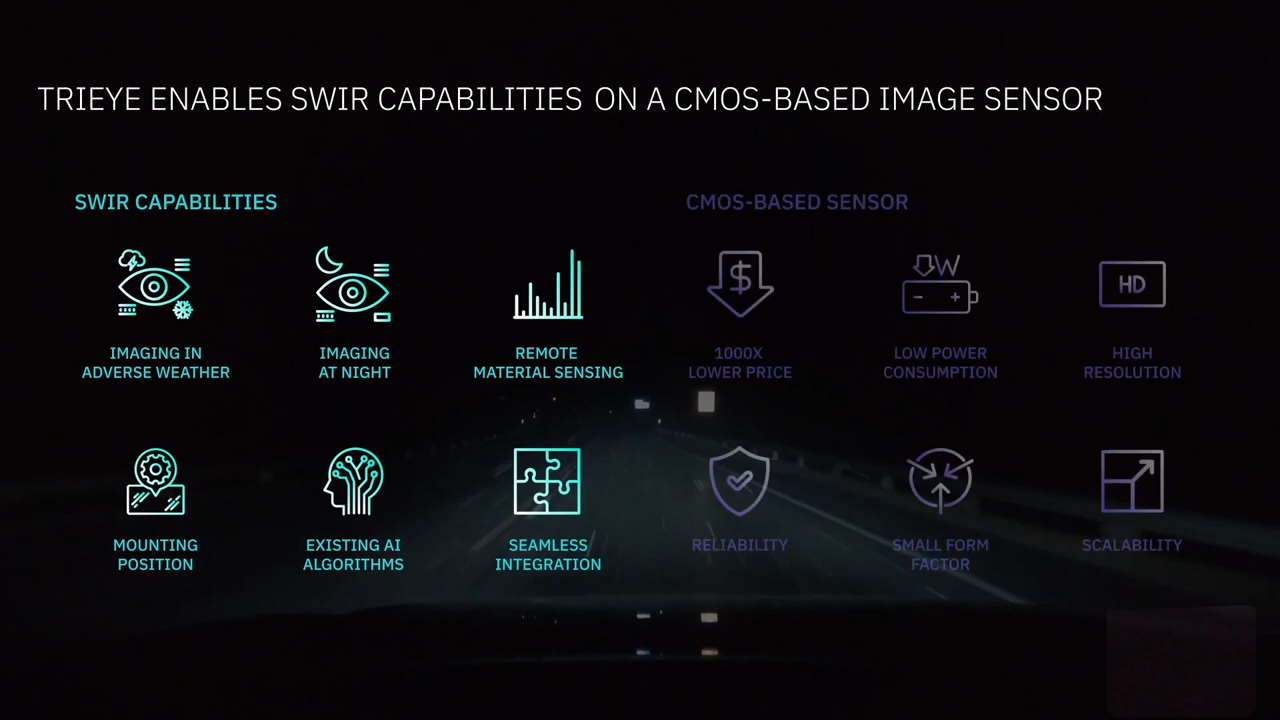 TRIEYE ENABLES SWIR CAPABILITIES ON A CMOS-BASED IMAGE SENSOR
SWIR CAPABILITIES
IMAGING IN
ADVERSE WEATHER
IMAGING
AT NIGHT
REMOTE
MATERIAL SENSING
MOUNTING
POSITION
EXISTING AI
ALGORITHMS
SEAMLESS
INTEGRATION
CMOS-BASED SENSOR
$
1000X
LOWER PRICE
W
LOW POWER
CONSUMPTION
HD
HIGH
RESOLUTION
RELIABILITY
SMALL FORM
FACTOR
SCALABILITY